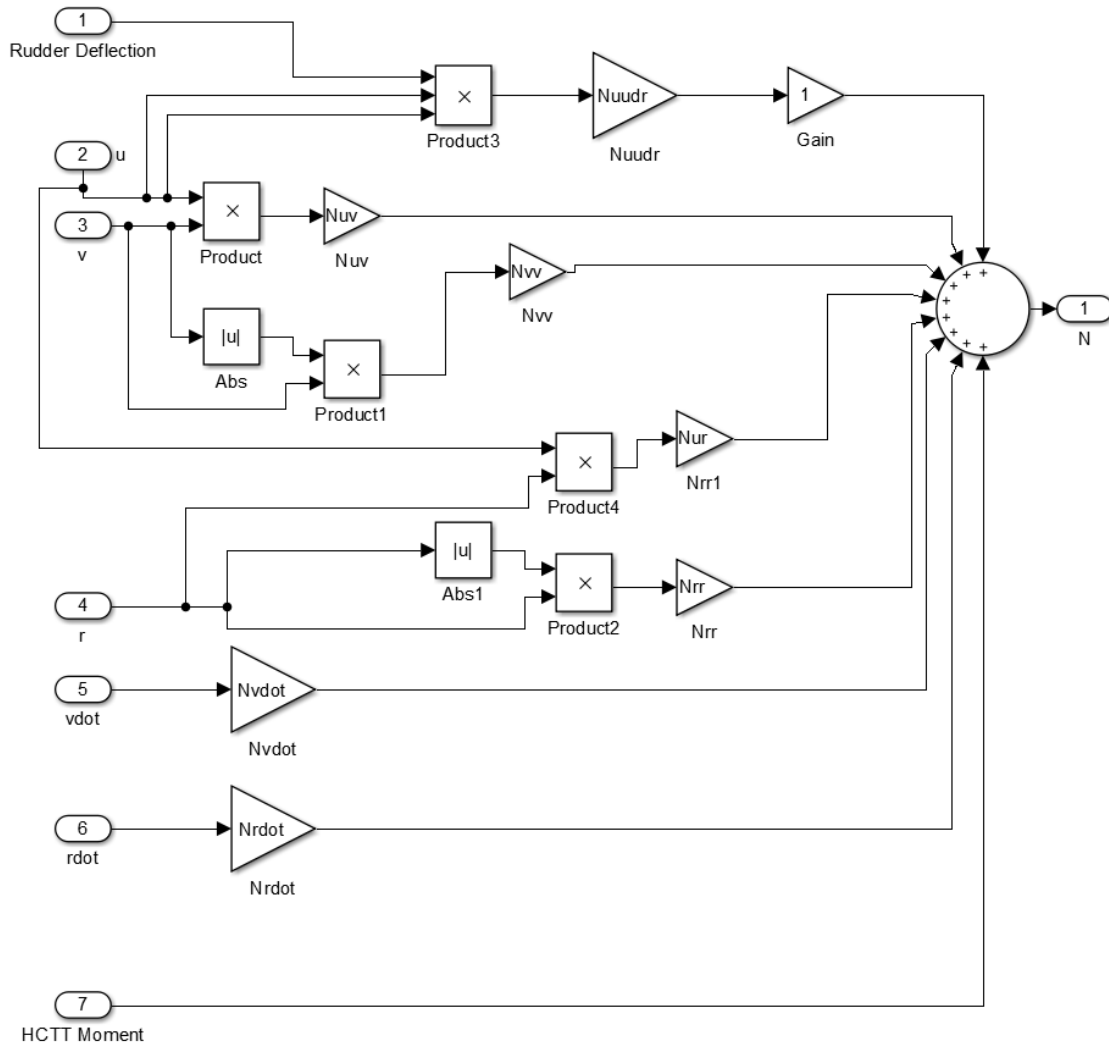 1
Rudder Deflection
×
Product3
Nuudr
Nuudr
1
Gain
2
u
3
v
×
Product
Nuv
Nuv
Nvv
Nvv
|u|
Abs
×
Product1
+
+
+
+
+
+
+
+
1
N
×
Product4
Nur
Nrr1
|u|
Abs1
×
Product2
Nrr
Nrr
4
r
5
vdot
Nvdot
Nvdot
6
rdot
Nrdot
Nrdot
7
HCTT Moment